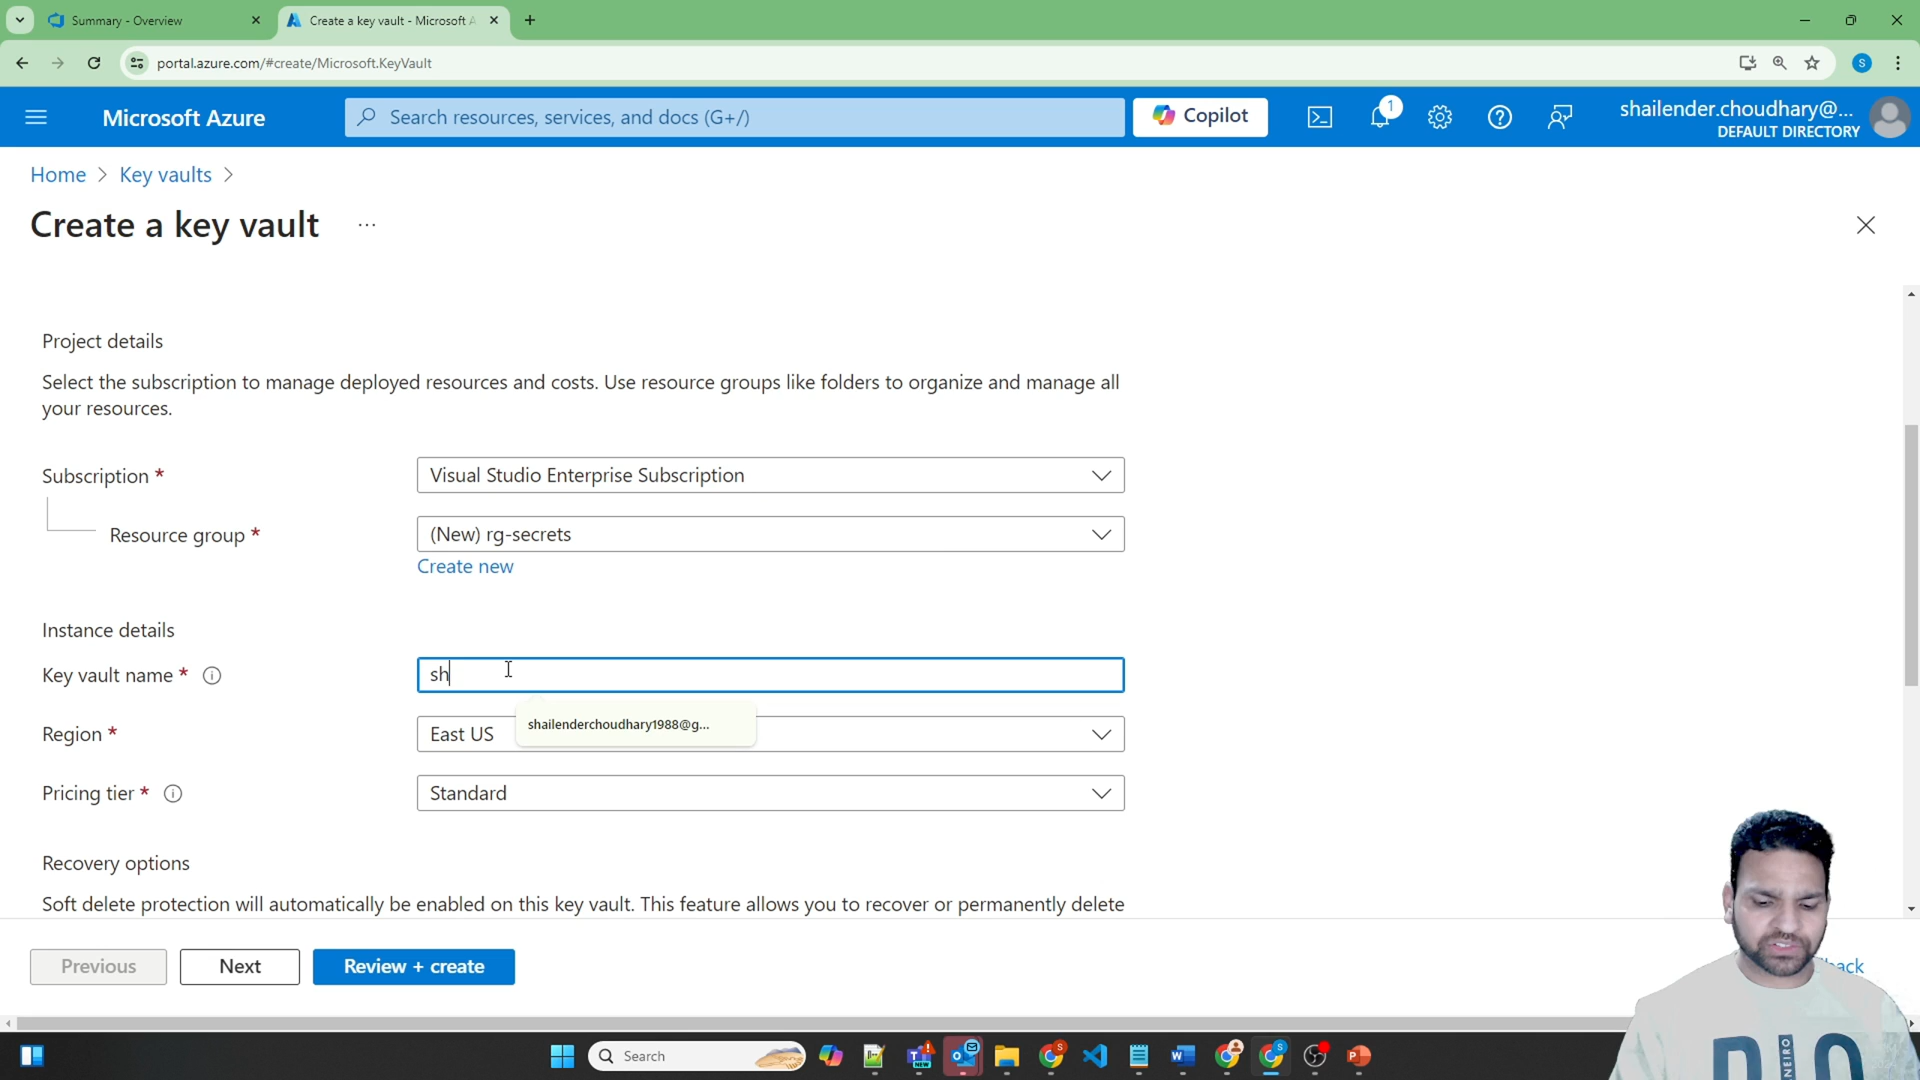 Summary - Overview
Create a key vault - Microsoft A
portal.azure.com/#create/Microsoft.KeyVault
S
Microsoft Azure
Search resources, services, and docs (G+/)
Copilot
1
shailender.choudhary@...
DEFAULT DIRECTORY
Home > Key vaults >
Create a key vault ...
Project details
Select the subscription to manage deployed resources and costs. Use resource groups like folders to organize and manage all
your resources.
Subscription *
Visual Studio Enterprise Subscription
Resource group *
(New) rg-secrets
Create new
Instance details
Key vault name *
sh
shailenderchoudhary1988@g...
Region *
East US
Pricing tier *
Standard
Recovery options
Soft delete protection will automatically be enabled on this key vault. This feature allows you to recover or permanently delete
Previous
Next
Review + create
back
Search
NEIRO